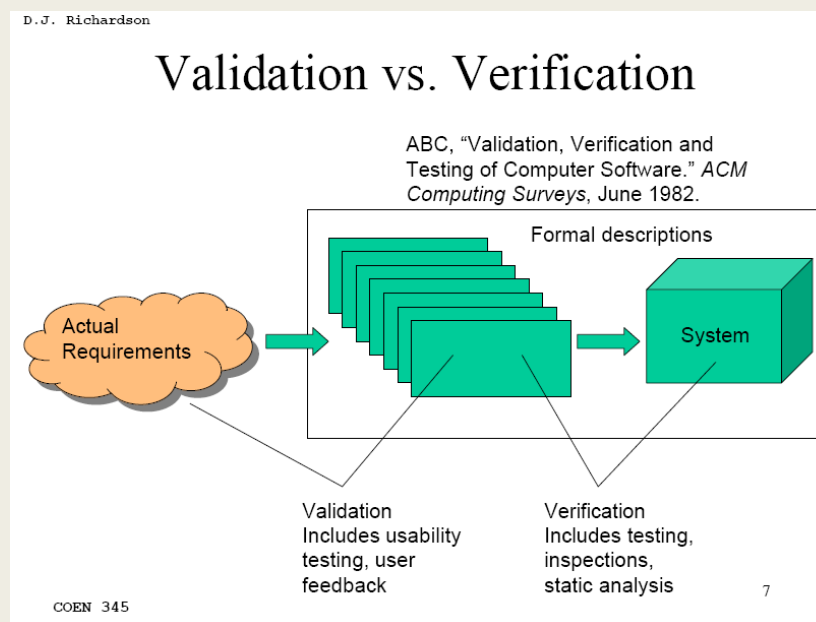 D.J. Richardson
Validation vs. Verification
ABC, “Validation, Verification and
Testing of Computer Software.” ACM
Computing Surveys, June 1982.
Formal descriptions
Actual
Requirements
System
Validation
Includes usability
testing, user
feedback
Verification
Includes testing,
inspections,
static analysis
7
COEN 345